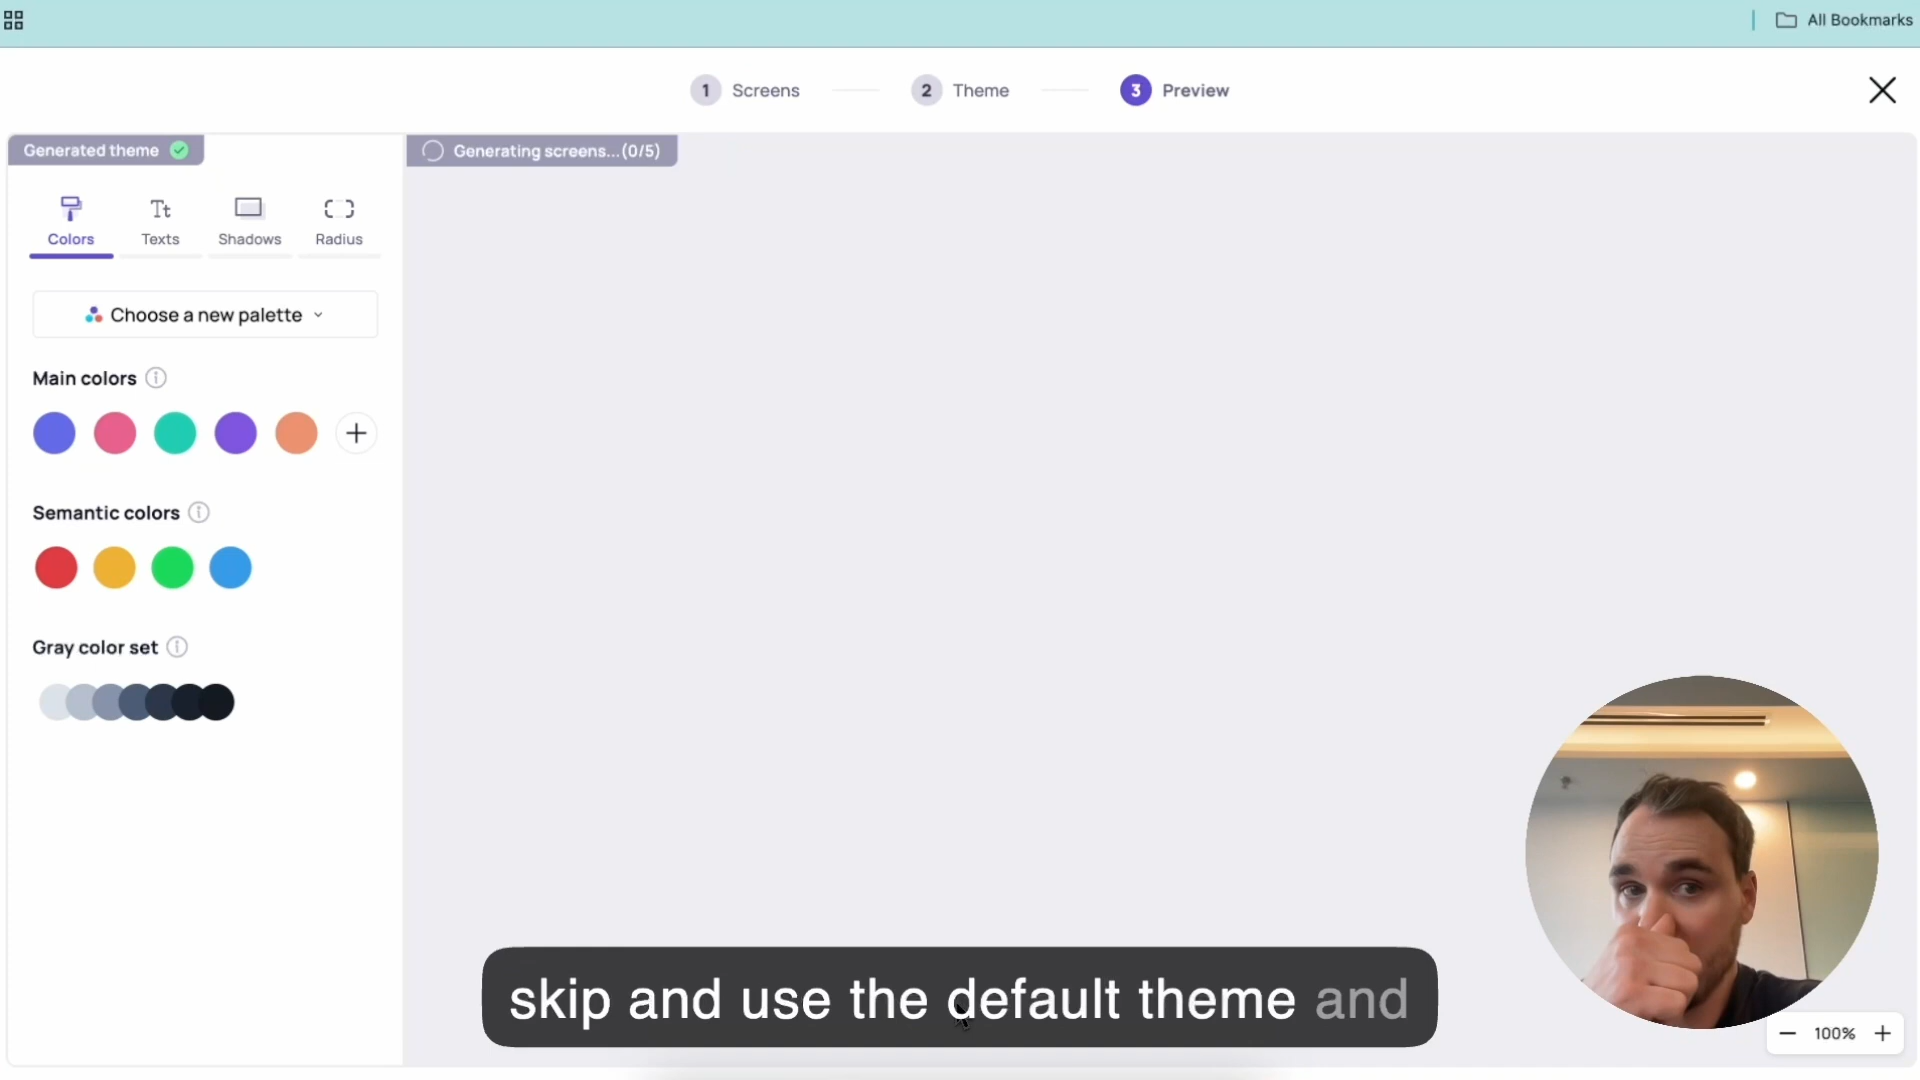 All Bookmarks
1 Screens
2 Theme
3 Preview
Generated theme
Generating screens...(0/5)
Colors
Tt
Texts
Shadows
Radius
Choose a new palette
Main colors
Semantic colors
Gray color set
skip and use the default theme and
100%